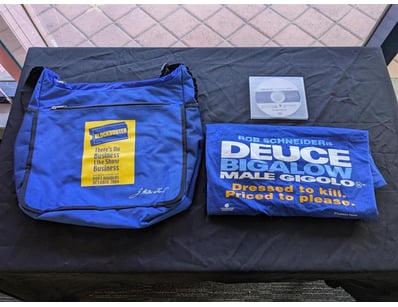 BLOCKBUSTER
There's No
Business
Like Show
Business
ROB SCHNEIDER IS
DEUCE
BIGALOW
MALE GIGOLO
Dressed to kill.
Priced to please.